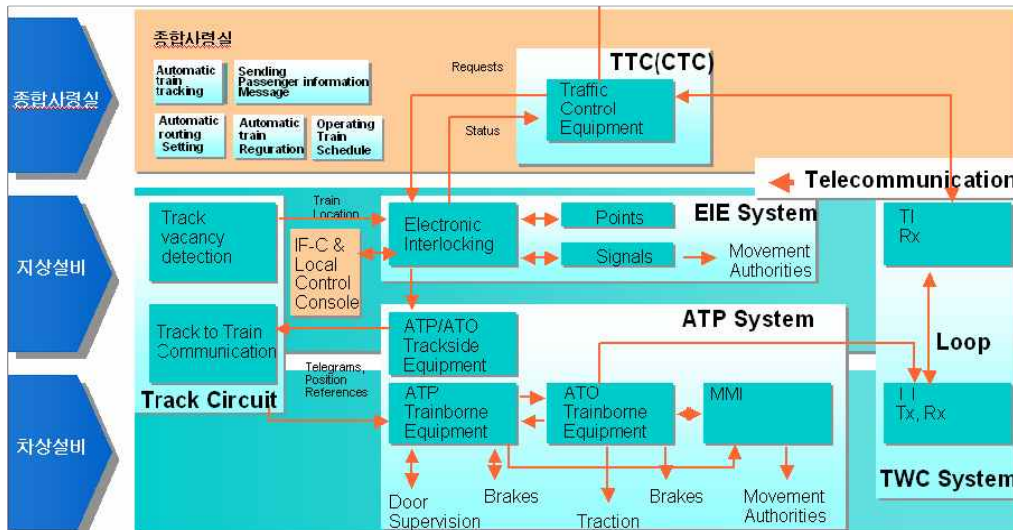 종합사령실
지상설비
차상설비
종합사령실
Automatic
train
tracking
Sending
Passenger information
Message
Automatic
routing
Setting
Automatic
train
Reguration
Operating
Train
Schedule
Requests
Status
TTC(CTC)
Traffic
Control
Equipment
Telecommunication
Track
vacancy
detection
Train
Location
IF-C &
Local
Control
Console
Electronic
Interlocking
Points
Signals
EIE System
Movement
Authorities
TI
Rx
Track to Train
Communication
Track Circuit
ATP/ATO
Trackside
Equipment
ATP System
Telegrams,
Position
References
ATP
Trainborne
Equipment
ATO
Trainborne
Equipment
MMI
Loop
Tx, Rx
TWC System
Door
Supervision
Brakes
Traction
Brakes
Movement
Authorities